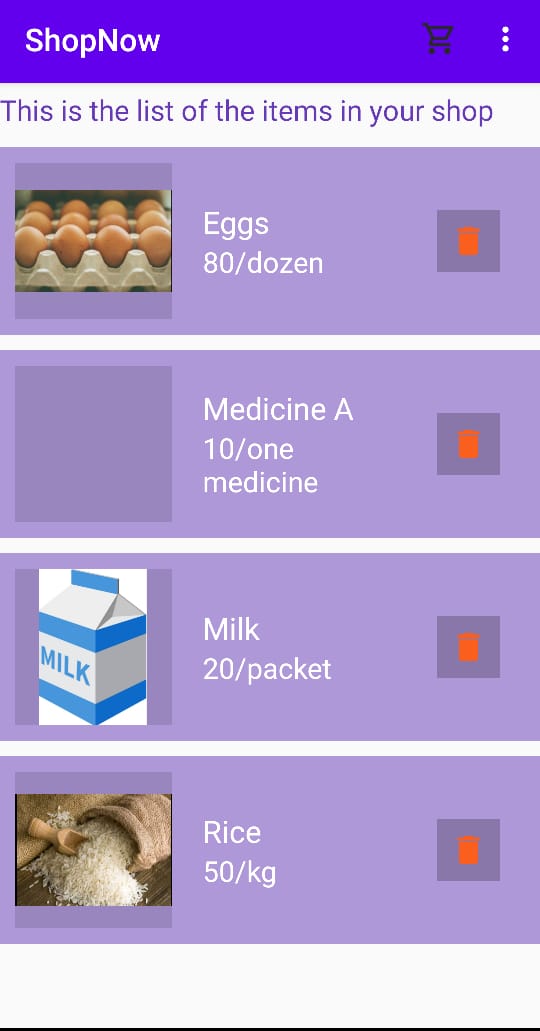 ShopNow
This is the list of the items in your shop
Eggs
80/dozen
Medicine A
10/one
medicine
MILK
Milk
20/packet
Rice
50/kg